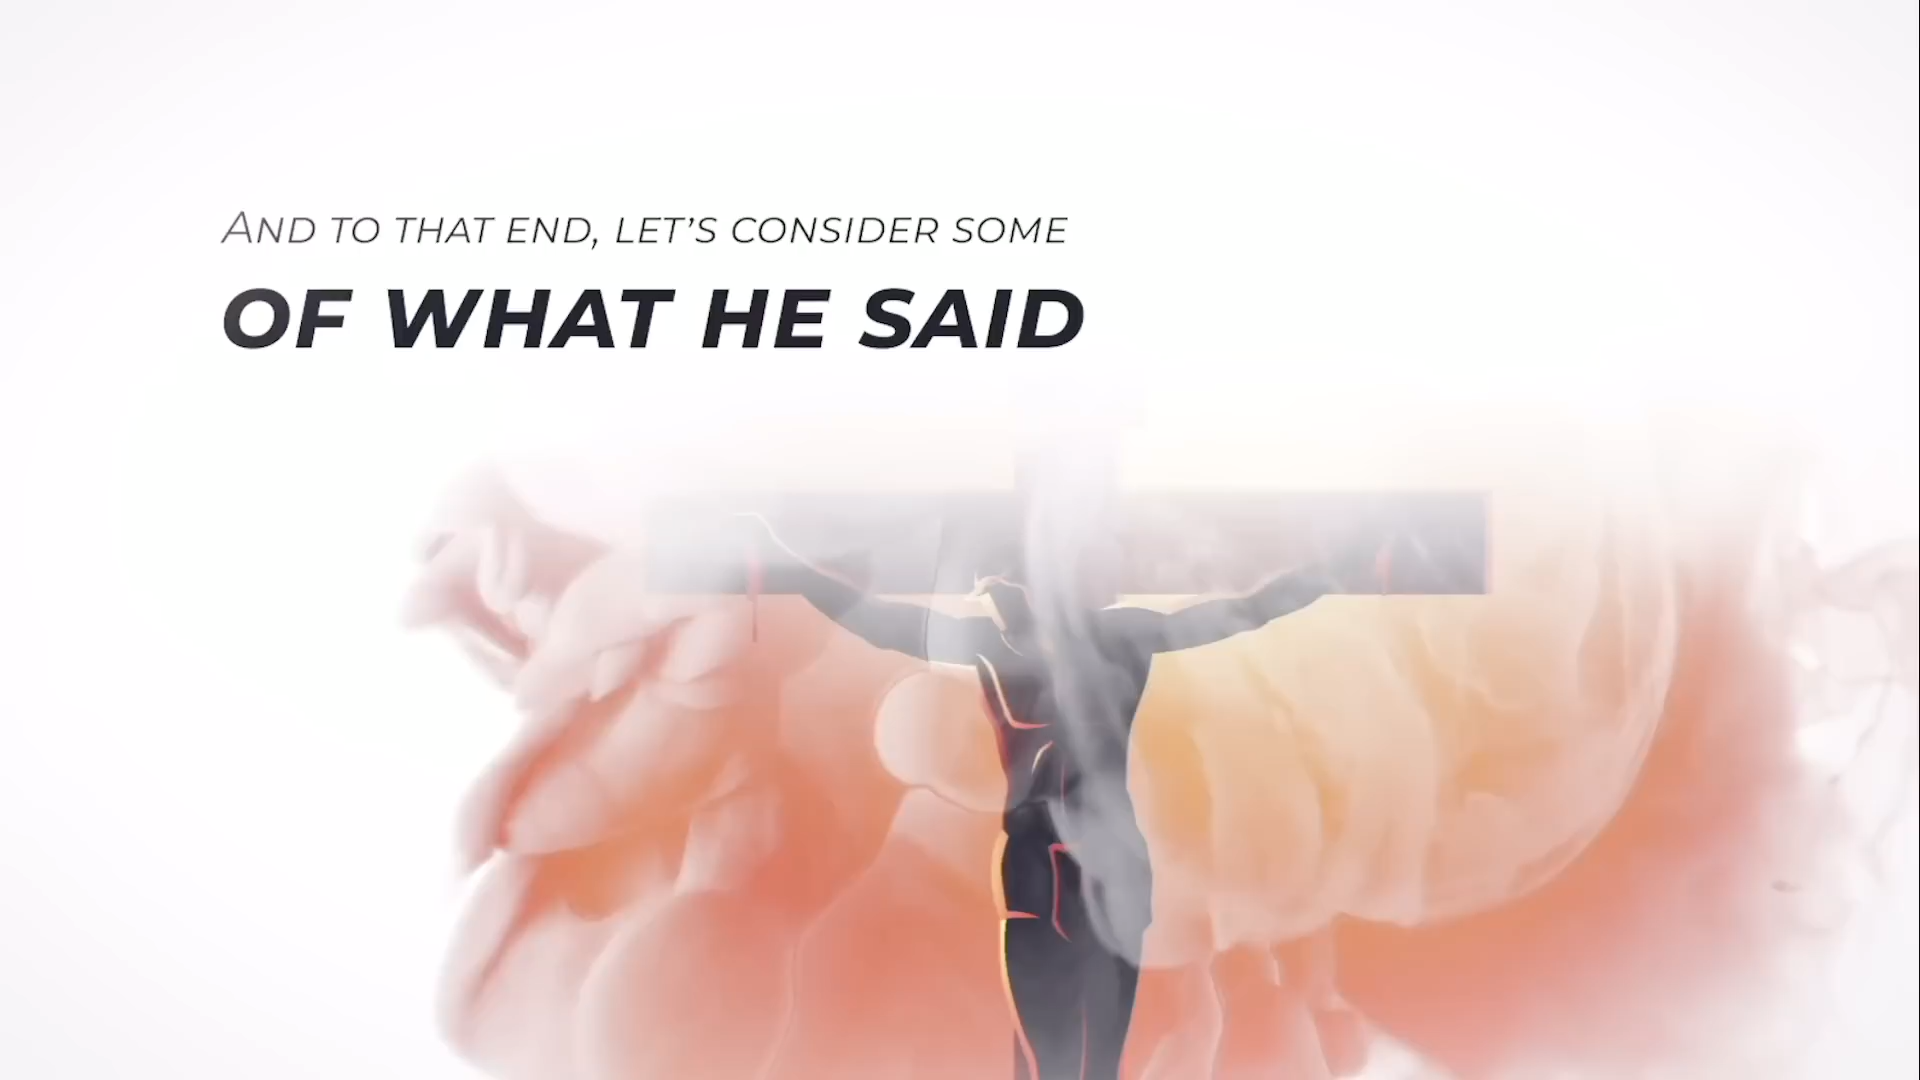 AND TO THAT END, LET’S CONSIDER SOME
OF WHAT HE SAID